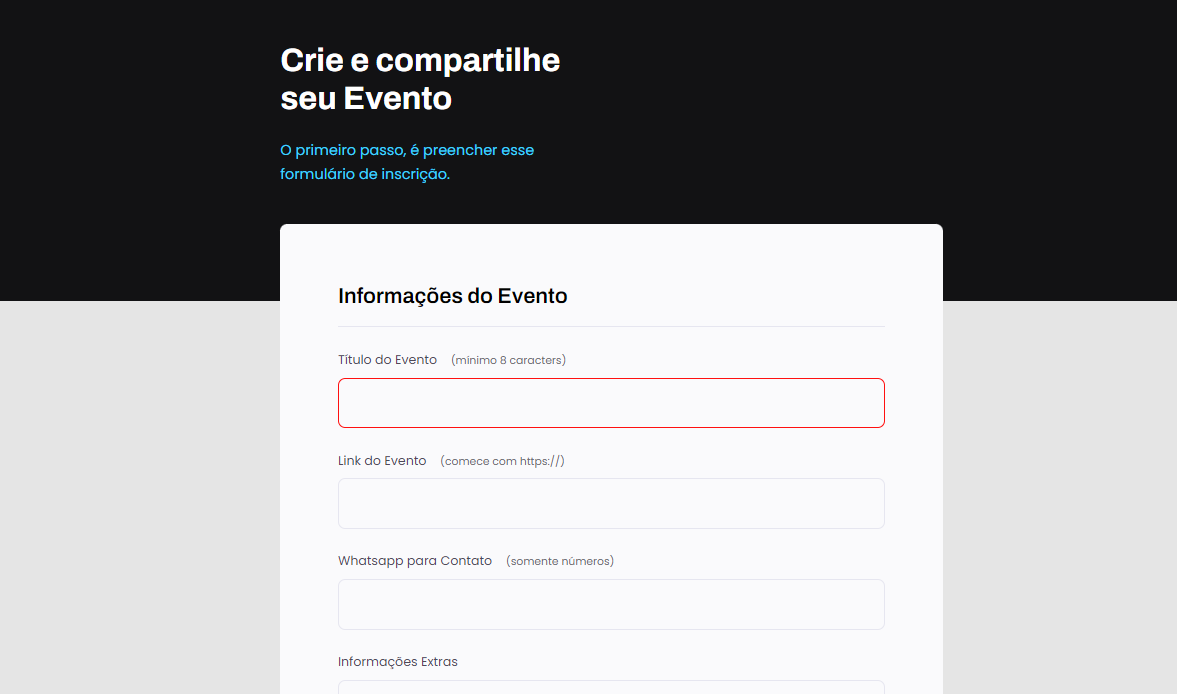 Crie e compartilhe
seu Evento
O primeiro passo, é preencher esse
formulário de inscrição.
Informações do Evento
Título do Evento (mínimo 8 caracters)
Link do Evento (comece com https://)
Whatsapp para Contato (somente números)
Informações Extras